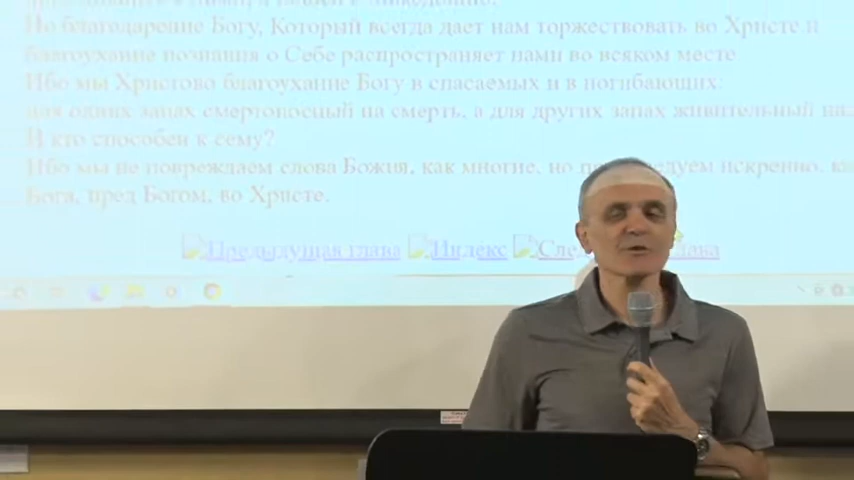 Но благодарение Богу, Который всегда дает нам торжествовать во Христе и
благоухание познания о Себе распространяет нами во всяком месте
Ибо мы Христово благоухание Богу в спасаемых и в погибающих:
для одних запах смертоносный на смерть, а для других запах живительный на
И кто способен к сему?
Ибо мы не повреждаем слова Божия, как многие, но искренно,
Бога, пред Богом, во Христе.
Предыдущая глава Индекс